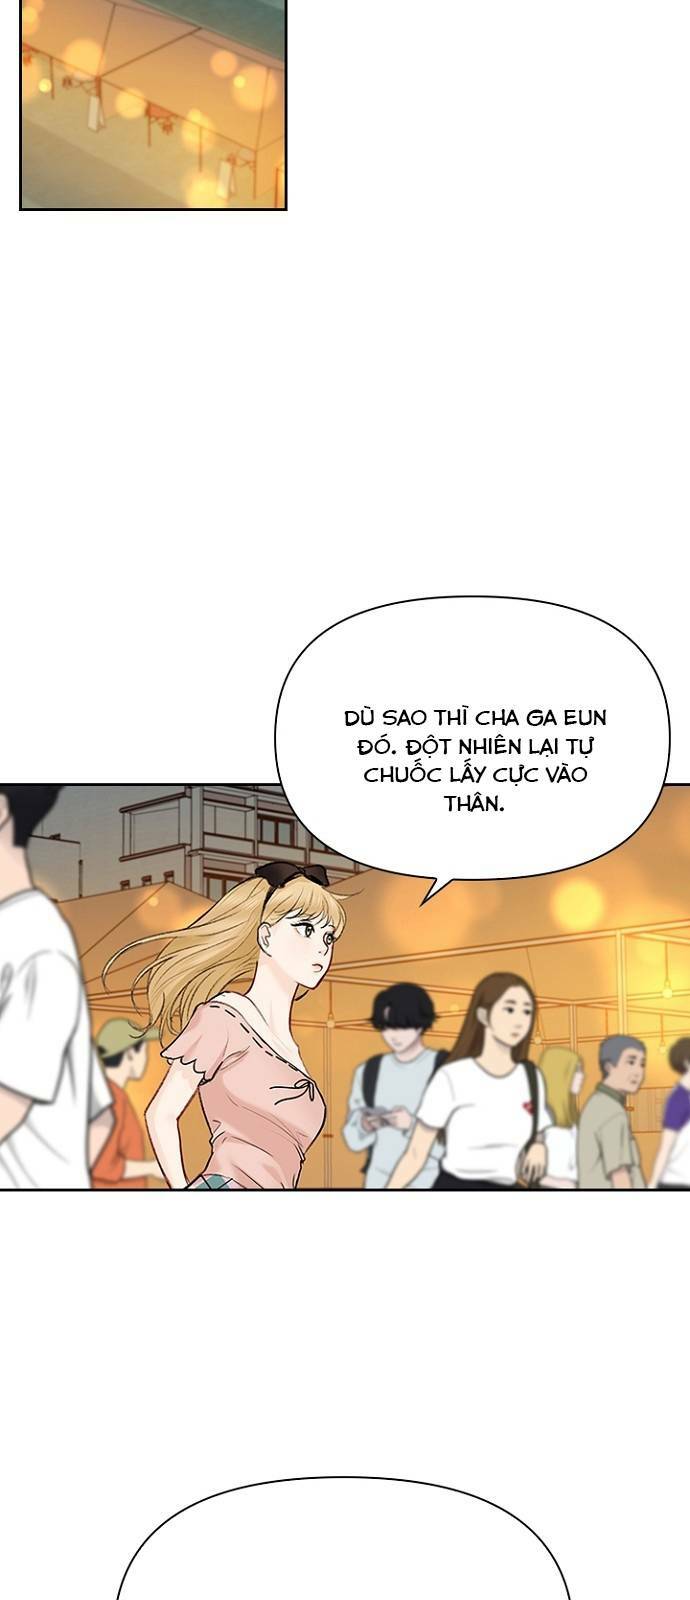 DÙ SAO THÌ CHA GA EUN
ĐÓ. ĐỘT NHIÊN LẠI TỰ
CHUỐC LẤY CỰC VÀO
THÂN.